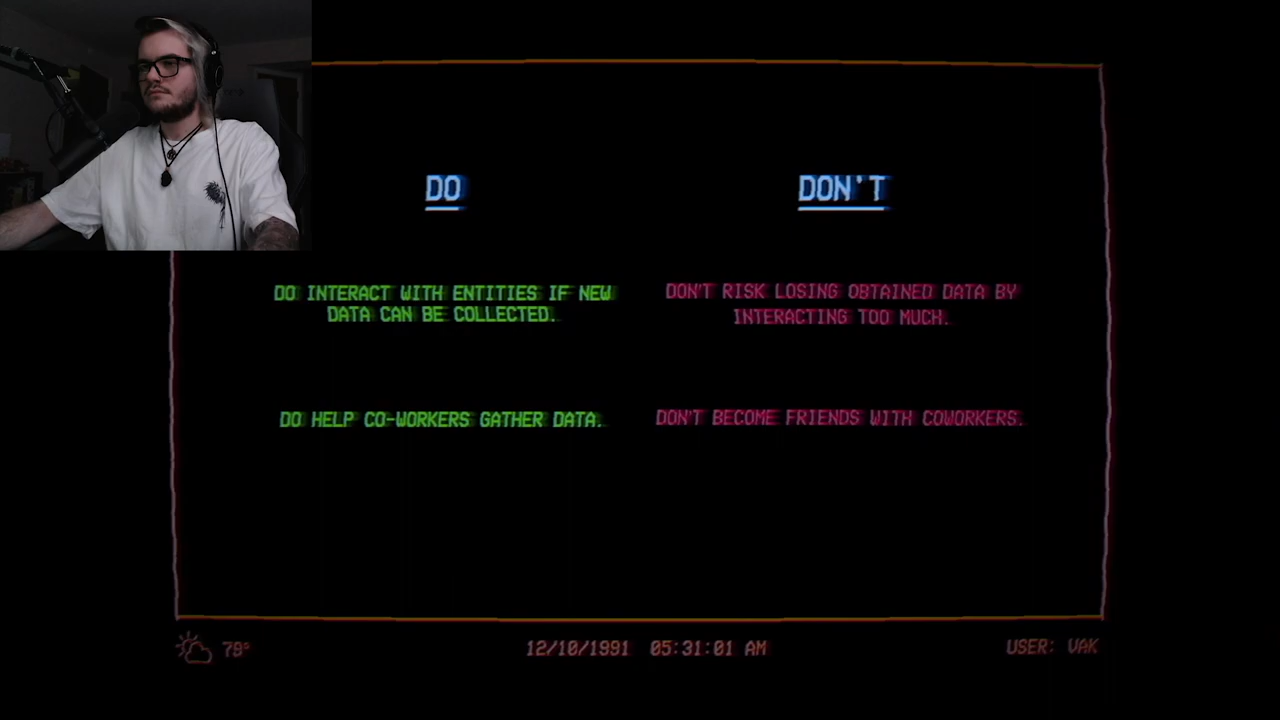 DO
DON'T
DO INTERACT WITH ENTITIES IF NEW
DATA CAN BE COLLECTED.
DON'T RISK LOSING OBTAINED DATA BY
INTERACTING TOO MUCH.
DO HELP CO-WORKERS GATHER DATA.
DON'T BECOME FRIENDS WITH COWORKERS.
78° 12/10/1991 05:31:01 AM USER: VAK